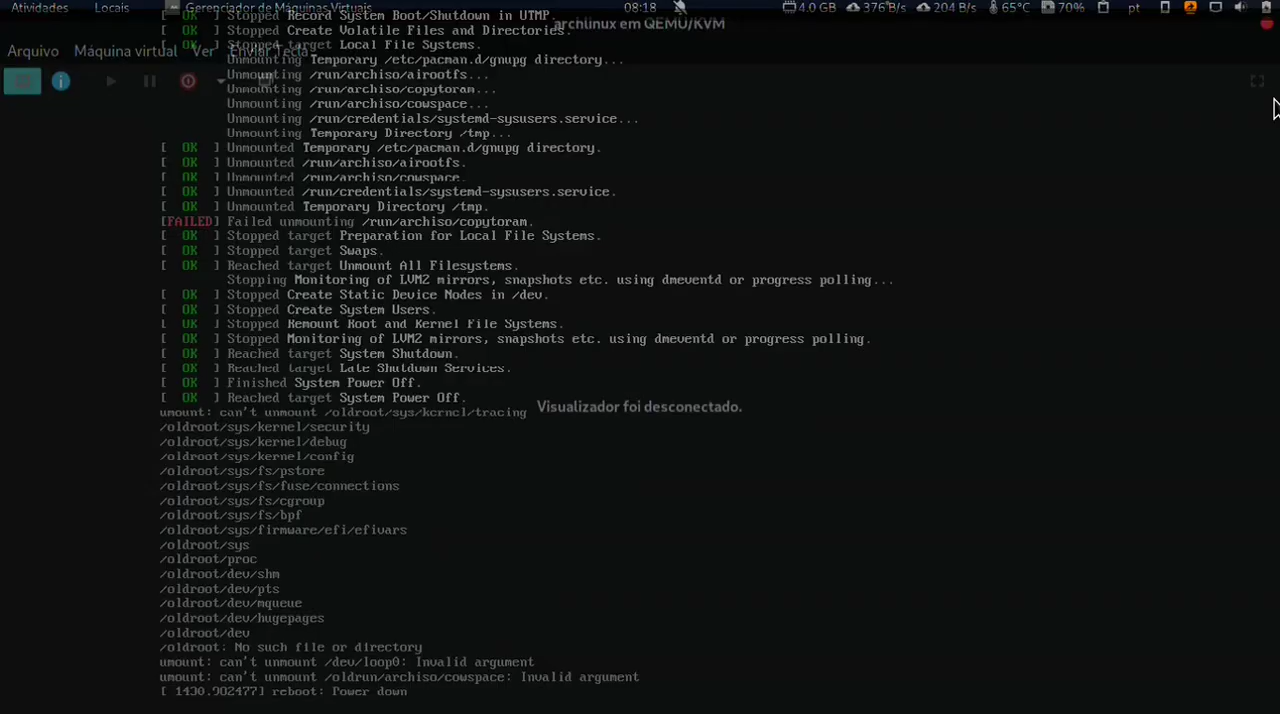 Atividades Locais Gerenciador de Máquinas Virtuais 08:18 4.0 GB 376 B/s 204 B/s 65°C 70% pt
archlinux em QEMU/KVM
Arquivo Máquina virtual Ver Enviar Tecla
Stopped Record System Boot/Shutdown in UTMP.
[ OK ] Stopped Create Volatile Files and Directories.
[ OK ] Stopped target Local File Systems.
Unmounting Temporary /etc/pacman.d/gnupg directory...
Unmounting /run/archiso/airootfs...
Unmounting /run/archiso/copytoram...
Unmounting /run/archiso/cowspace...
Unmounting /run/credentials/systemd-sysusers.service...
Unmounting Temporary Directory /tmp...
[ OK ] Unmounted Temporary /etc/pacman.d/gnupg directory.
[ OK ] Unmounted /run/archiso/airootfs.
[ OK ] Unmounted /run/archiso/cowspace.
[ OK ] Unmounted /run/credentials/systemd-sysusers.service.
[ OK ] Unmounted Temporary Directory /tmp.
[FAILED] Failed unmounting /run/archiso/copytoram.
[ OK ] Stopped target Preparation for Local File Systems.
[ OK ] Stopped target Swaps.
[ OK ] Reached target Unmount All Filesystems.
Stopping Monitoring of LVM2 mirrors, snapshots etc. using dmeventd or progress polling...
[ OK ] Stopped Create Static Device Nodes in /dev.
[ OK ] Stopped Create System Users.
[ OK ] Stopped Remount Root and Kernel File Systems.
[ OK ] Stopped Monitoring of LVM2 mirrors, snapshots etc. using dmeventd or progress polling.
[ OK ] Reached target System Shutdown.
[ OK ] Reached target Late Shutdown Services.
[ OK ] Finished System Power Off.
[ OK ] Reached target System Power Off.
umount: can't unmount /oldroot/sys/kernel/tracing
Visualizador foi desconectado.
/oldroot/sys/kernel/security
/oldroot/sys/kernel/debug
/oldroot/sys/kernel/config
/oldroot/sys/fs/pstore
/oldroot/sys/fs/fuse/connections
/oldroot/sys/fs/cgroup
/oldroot/sys/fs/bpf
/oldroot/sys/firmware/efi/efivars
/oldroot/sys
/oldroot/proc
/oldroot/dev/shm
/oldroot/dev/pts
/oldroot/dev/mqueue
/oldroot/dev/hugepages
/oldroot/dev
/oldroot: No such file or directory
umount: can't unmount /dev/loop0: Invalid argument
umount: can't unmount /oldrun/archiso/cowspace: Invalid argument
[ 1430.902477] reboot: Power down